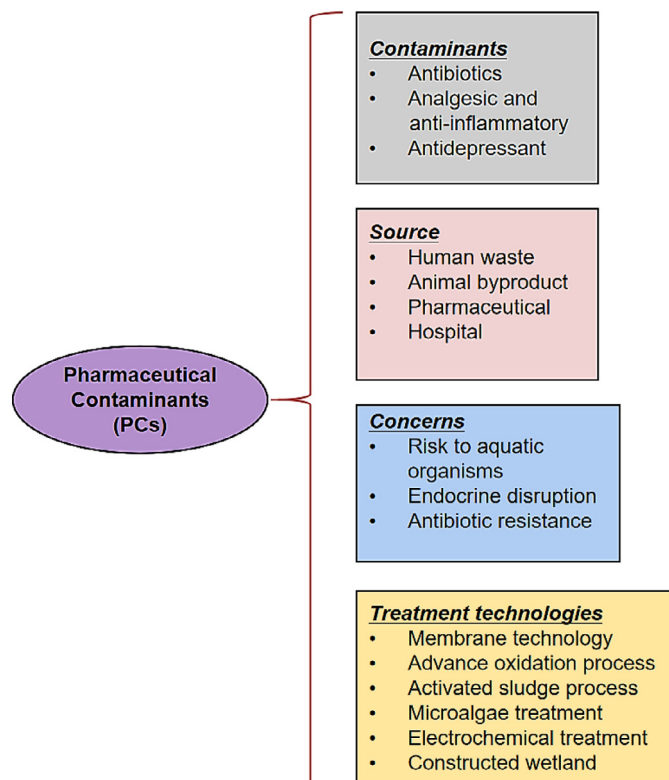 Pharmaceutical
Contaminants
(PCs)
Contaminants
• Antibiotics
• Analgesic and
anti-inflammatory
• Antidepressant
Source
• Human waste
• Animal byproduct
• Pharmaceutical
• Hospital
Concerns
• Risk to aquatic
organisms
• Endocrine disruption
• Antibiotic resistance
Treatment technologies
• Membrane technology
• Advance oxidation process
• Activated sludge process
• Microalgae treatment
• Electrochemical treatment
• Constructed wetland